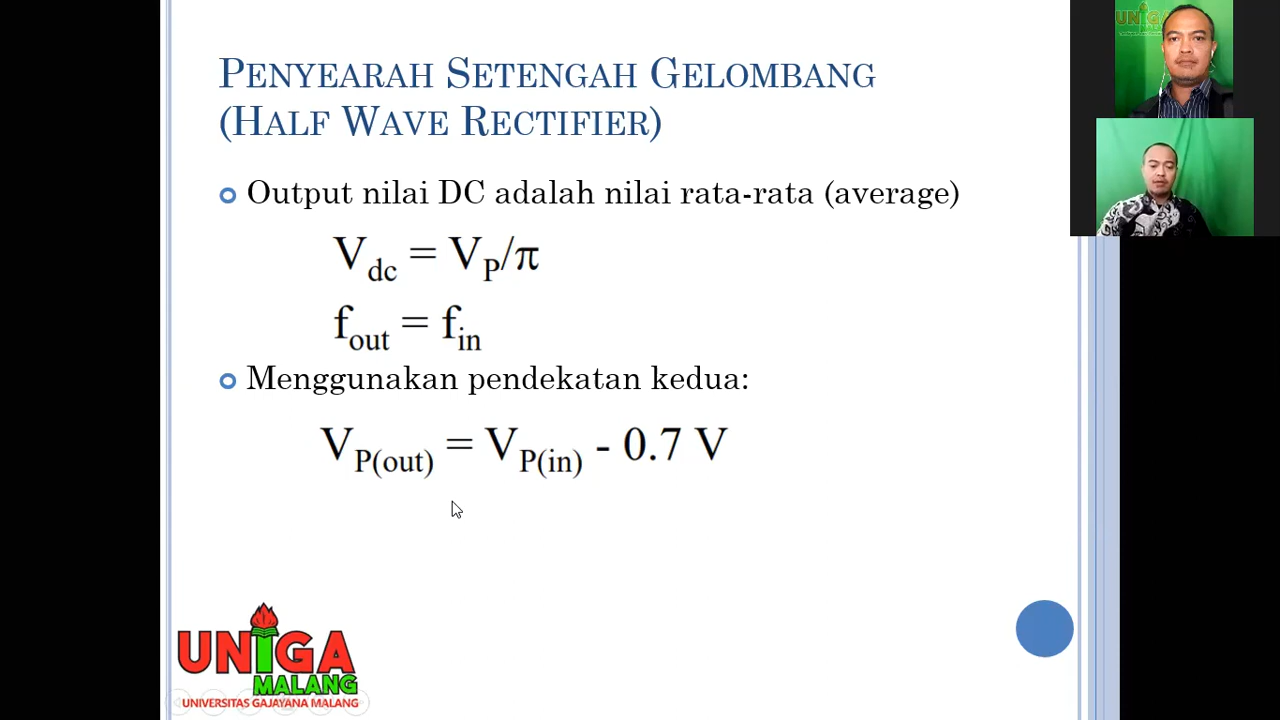 PENYEARAH SETENGAH GELOMBANG
(HALF WAVE RECTIFIER)
Output nilai DC adalah nilai rata-rata (average)
Vdc = VP/π
fout = fin
Menggunakan pendekatan kedua:
VP(out) = VP(in) - 0.7 V
UNIGA
MALANG
UNIVERSITAS GAJAYANA MALANG
UNIGA